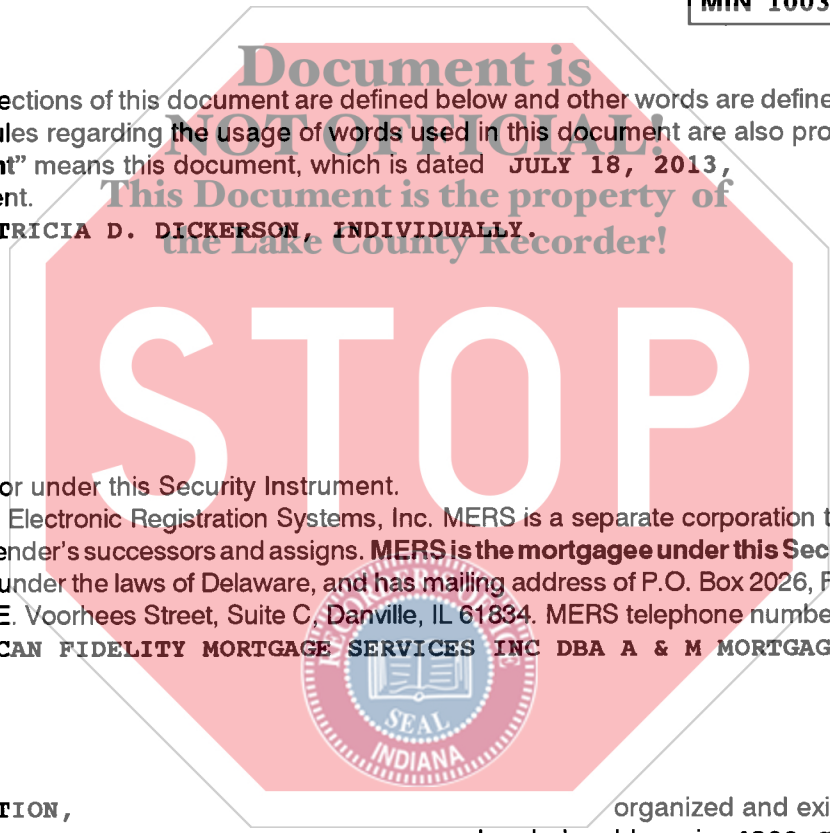 MIN 1003
Document is
ections of this document are defined below and other words are define
NOT OFFICIAL!
ules regarding the usage of words used in this document are also pro
nt” means this document, which is dated JULY 18, 2013,
ent.
This Document is the property of
TRICIA D. DICKERSON, INDIVIDUALLY.
the Lake County Recorder!
STOP
or under this Security Instrument.
Electronic Registration Systems, Inc. MERS is a separate corporation t
ender's successors and assigns. MERS is the mortgagee under this Sec
under the laws of Delaware, and has mailing address of P.O. Box 2026, F
E. Voorhees Street, Suite C, Danville, IL 61834. MERS telephone numbe
CAN FIDELITY MORTGAGE SERVICES INC DBA A & M MORTGAG
RECORDER'S OFFICE
SEAL
INDIANA
TION,
organized and exi